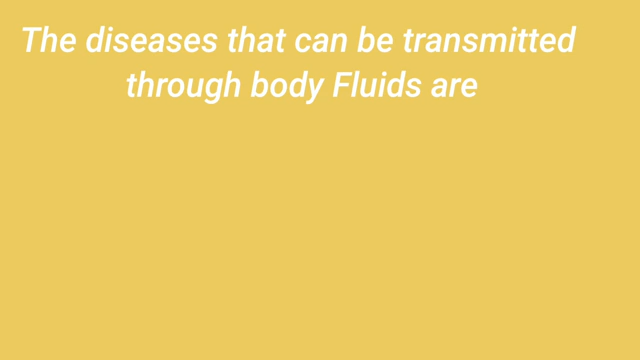 The diseases that can be transmitted
through body Fluids are